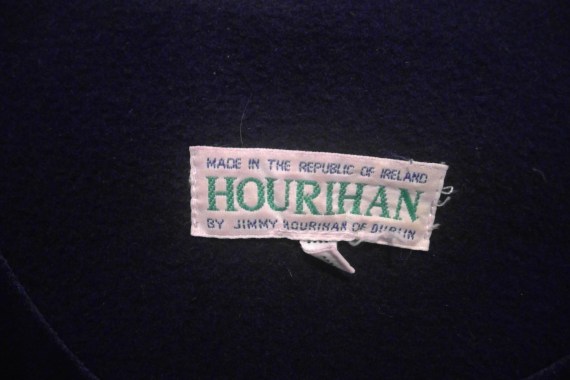 MADE IN THE REPUBLIC OF IRELAND
HOURIHAN
BY JIMMY HOURIHAN OF DUBLIN